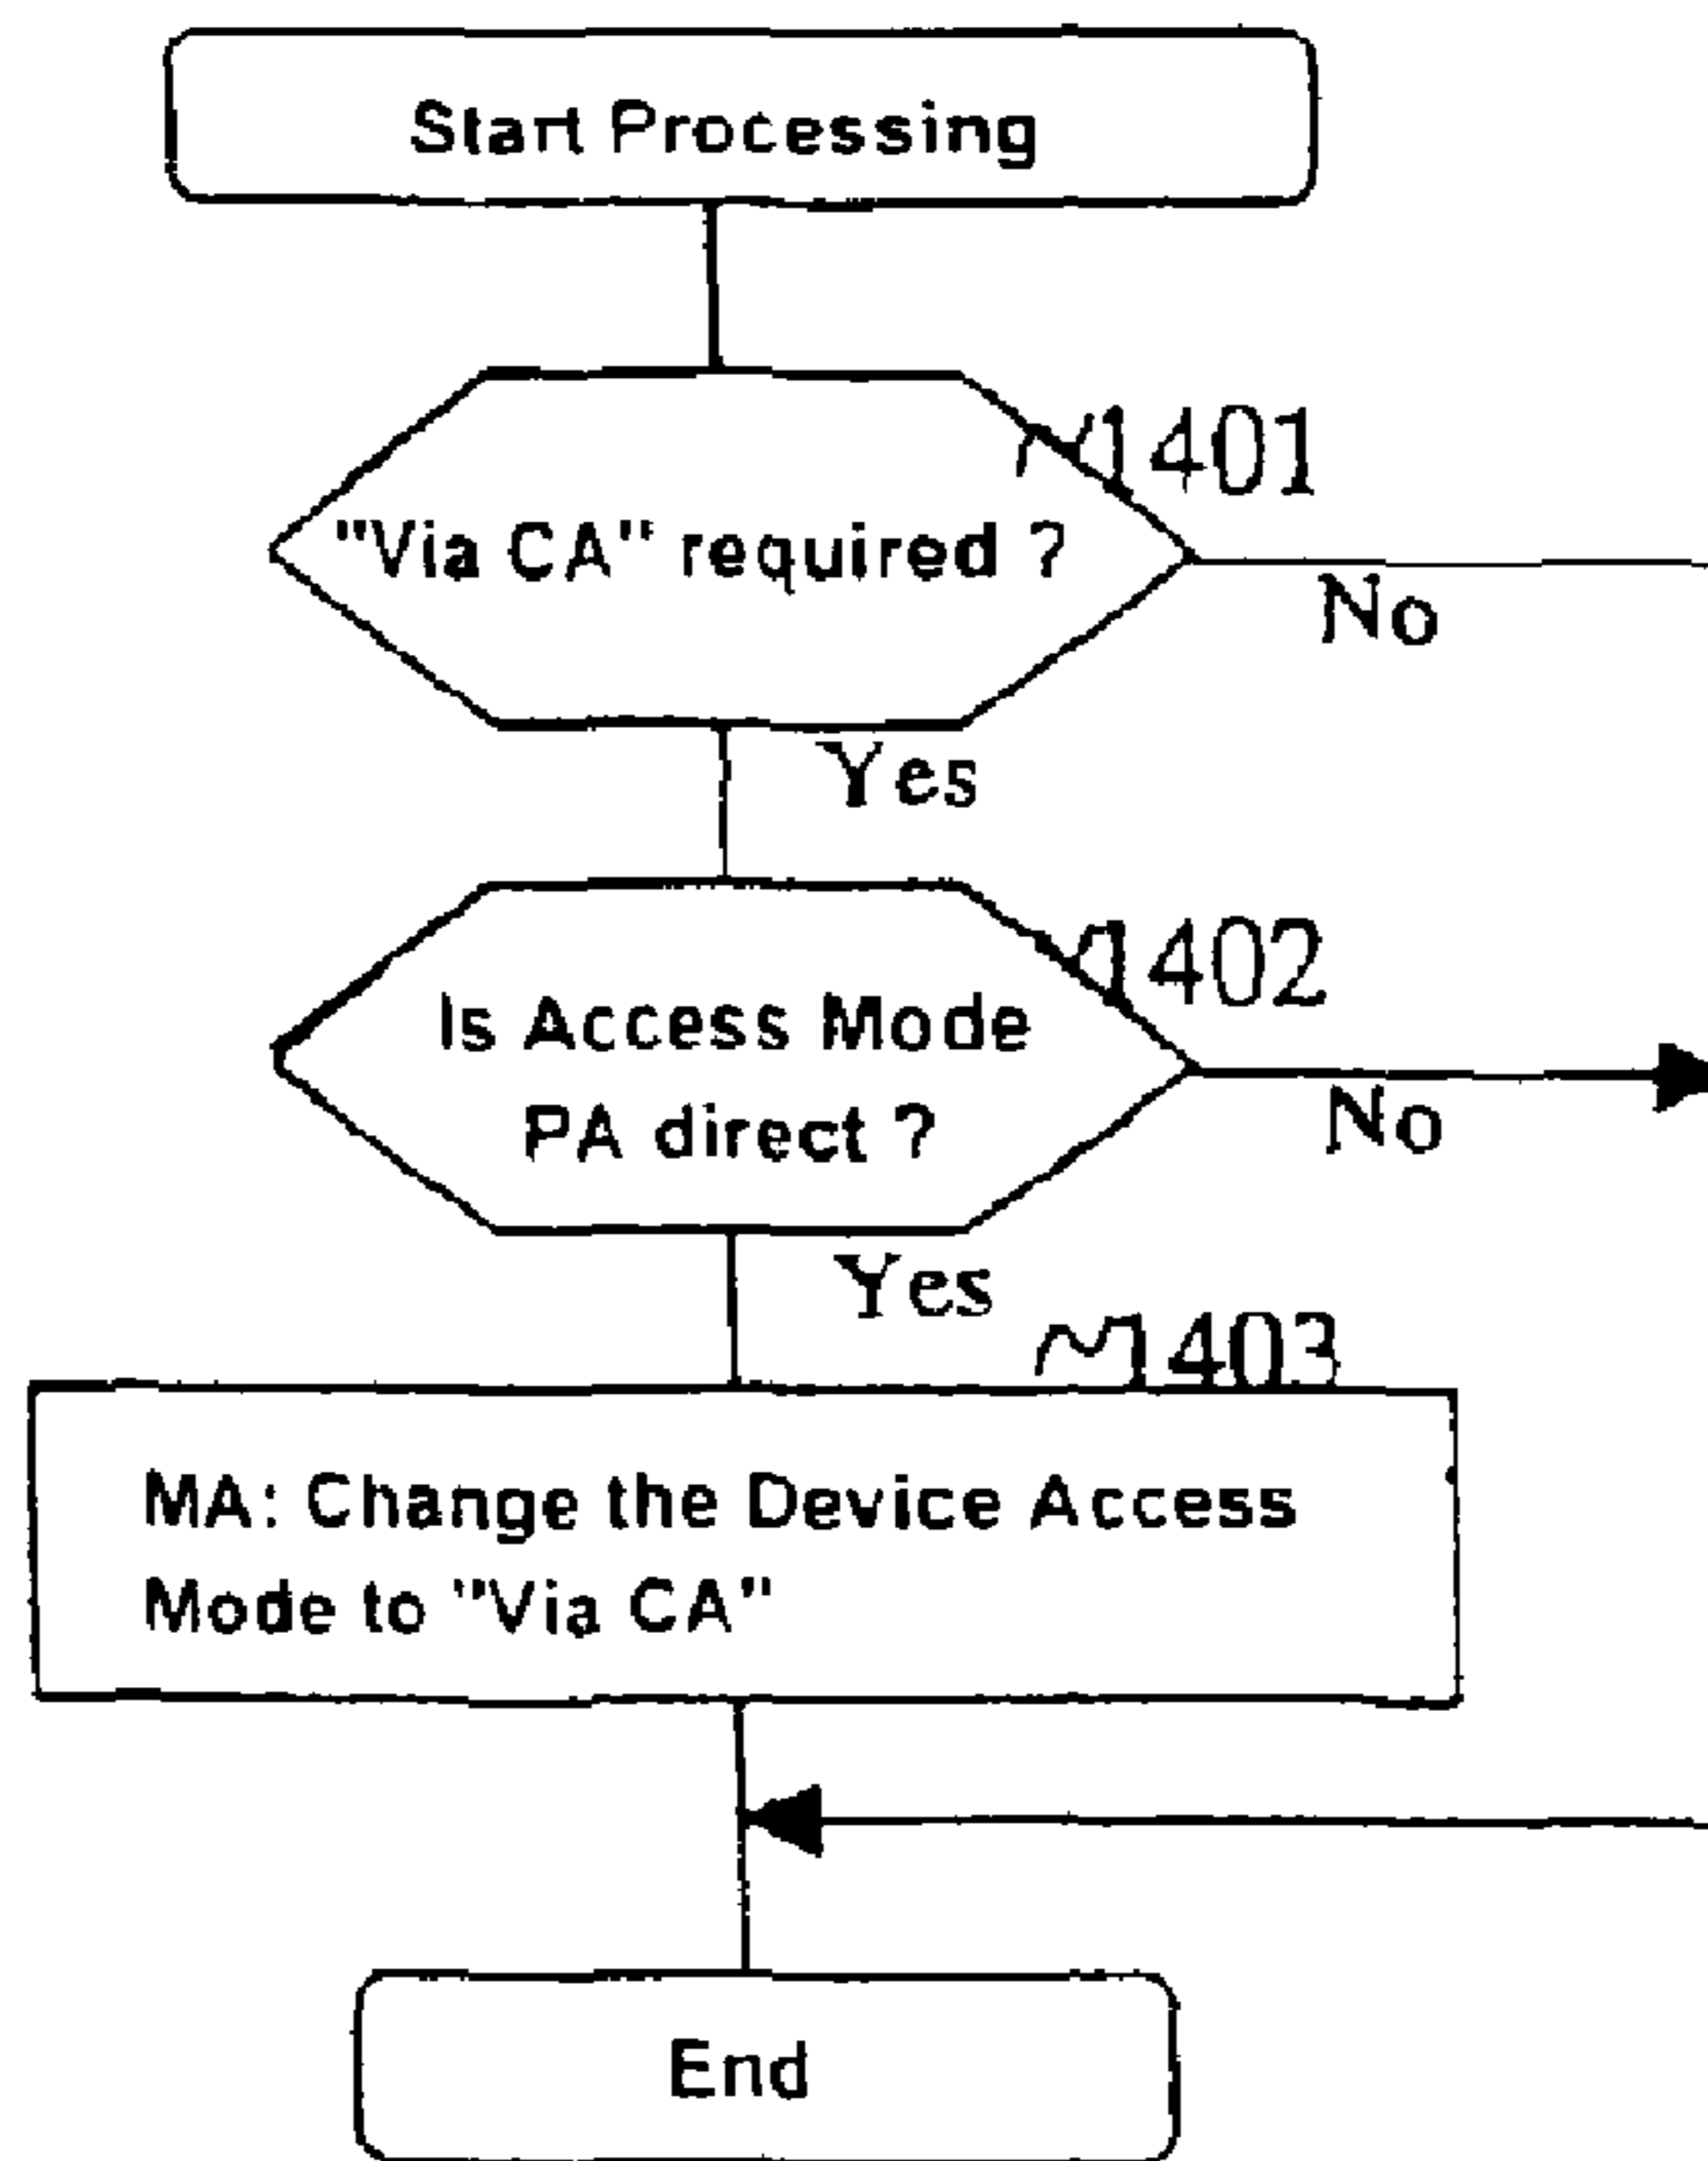 Start Processing
~1401
"Via CA" required ?
No
Yes
~1402
Is Access Mode
PA direct ?
No
Yes
~1403
MA: Change the Device Access
Mode to "Via CA"
End